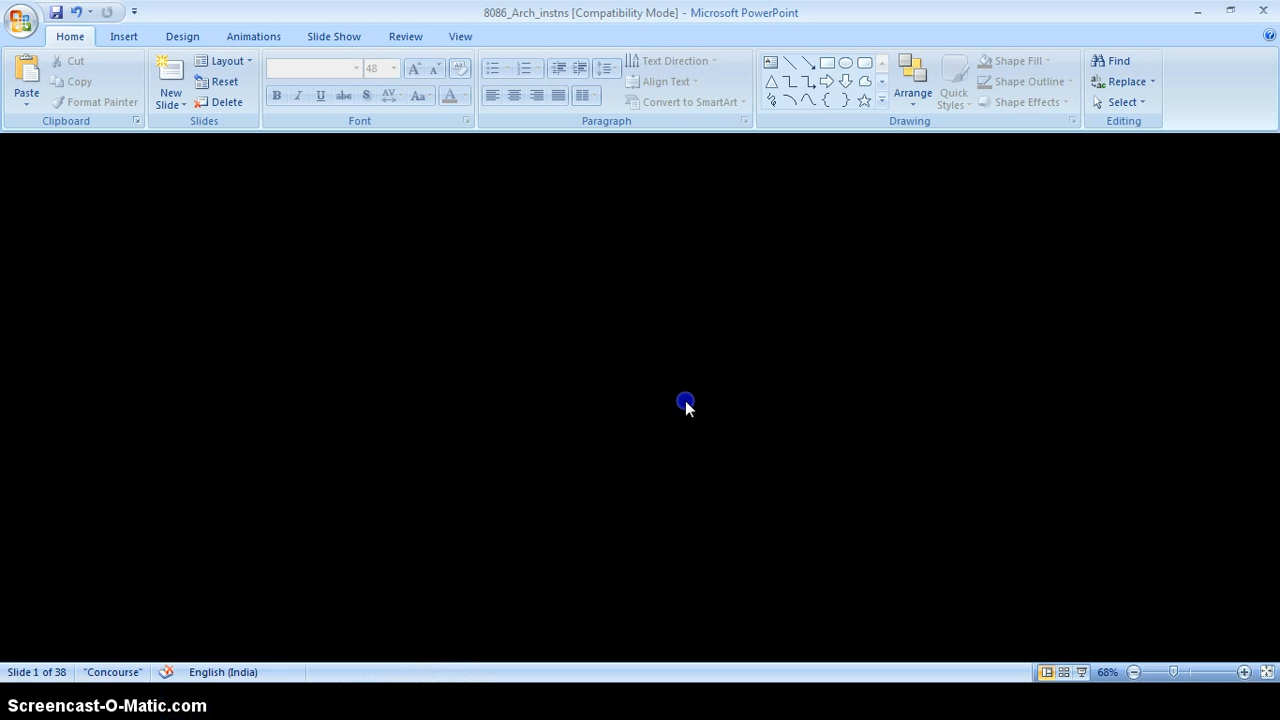 8086_Arch_instns [Compatibility Mode] - Microsoft PowerPoint
Home Insert Design Animations Slide Show Review View
Paste
Cut
Copy
Format Painter
Clipboard
New Slide
Layout
Reset
Delete
Slides
48
B I U abc S AV Aa A
Font
Text Direction
Align Text
Convert to SmartArt
Paragraph
Arrange
Quick Styles
Shape Fill
Shape Outline
Shape Effects
Drawing
Find
Replace
Select
Editing
Slide 1 of 38 "Concourse" English (India) 68%
Screencast-O-Matic.com